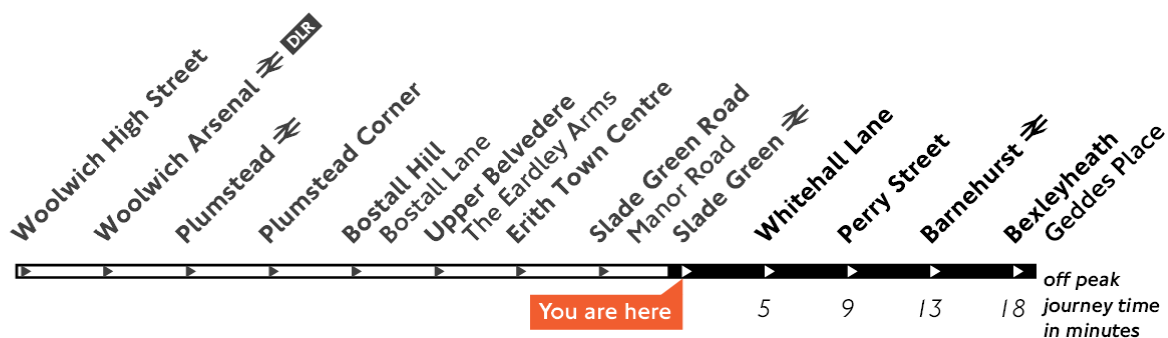 Woolwich High Street
Woolwich Arsenal DLR
Plumstead
Plumstead Corner
Bostall Hill
Bostall Lane
Upper Belvedere
The Eardley Arms
Erith Town Centre
Slade Green Road
Manor Road
Slade Green
Whitehall Lane
Perry Street
Barnehurst
Bexleyheath
Geddes Place
You are here
5 9 13 18
off peak
journey time
in minutes